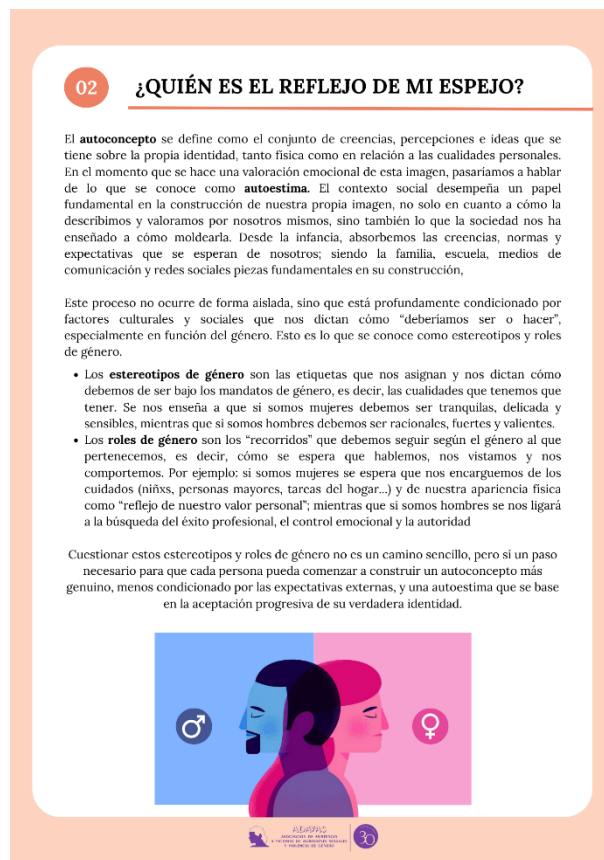 02
¿QUIÉN ES EL REFLEJO DE MI ESPEJO?
El autoconcepto se define como el conjunto de creencias, percepciones e ideas que se
tiene sobre la propia identidad, tanto física como en relación a las cualidades personales.
En el momento que se hace una valoración emocional de esta imagen, pasaríamos a hablar
de lo que se conoce como autoestima. El contexto social desempeña un papel
fundamental en la construcción de nuestra propia imagen, no solo en cuanto a cómo la
describimos y valoramos por nosotros mismos, sino también lo que la sociedad nos ha
enseñado a cómo moldearla. Desde la infancia, absorbemos las creencias, normas y
expectativas que se esperan de nosotros; siendo la familia, escuela, medios de
comunicación y redes sociales piezas fundamentales en su construcción,
Este proceso no ocurre de forma aislada, sino que está profundamente condicionado por
factores culturales y sociales que nos dictan cómo “deberíamos ser o hacer”,
especialmente en función del género. Esto es lo que se conoce como estereotipos y roles
de género.
• Los estereotipos de género son las etiquetas que nos asignan y nos dictan cómo
debemos de ser bajo los mandatos de género, es decir, las cualidades que tenemos que
tener. Se nos enseña a que si somos mujeres debemos ser tranquilas, delicada y
sensibles, mientras que si somos hombres debemos ser racionales, fuertes y valientes.
• Los roles de género son los “recorridos” que debemos seguir según el género al que
pertenecemos, es decir, cómo se espera que hablemos, nos vistamos y nos
comportemos. Por ejemplo: si somos mujeres se espera que nos encarguemos de los
cuidados (niñxs, personas mayores, tareas del hogar...) y de nuestra apariencia física
como “reflejo de nuestro valor personal”; mientras que si somos hombres se nos ligará
a la búsqueda del éxito profesional, el control emocional y la autoridad
Cuestionar estos estereotipos y roles de género no es un camino sencillo, pero sí un paso
necesario para que cada persona pueda comenzar a construir un autoconcepto más
genuino, menos condicionado por las expectativas externas, y una autoestima que se base
en la aceptación progresiva de su verdadera identidad.
ADAVAS
ASOCIACIÓN DE ASISTENCIA
A VÍCTIMAS DE AGRESIONES SEXUALES
Y VIOLENCIA DE GÉNERO
30